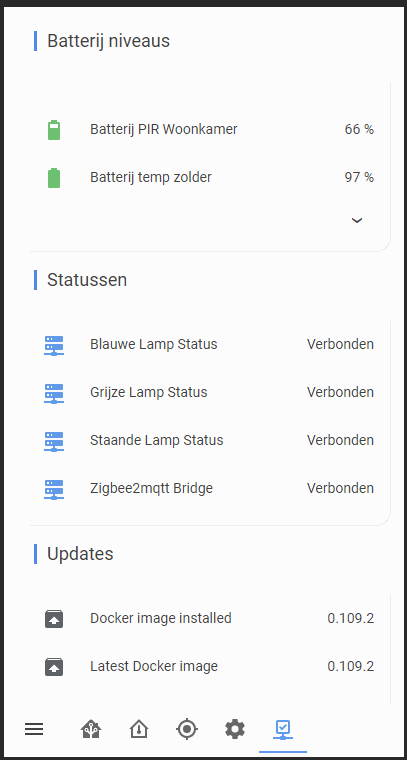 Batterij niveaus
Batterij PIR Woonkamer 66 %
Batterij temp zolder 97 %
Statussen
Blauwe Lamp Status Verbonden
Grijze Lamp Status Verbonden
Staande Lamp Status Verbonden
Zigbee2mqtt Bridge Verbonden
Updates
Docker image installed 0.109.2
Latest Docker image 0.109.2